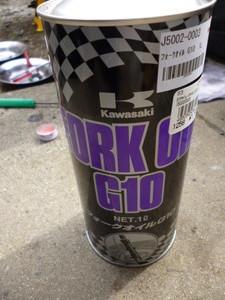 J5002-0003
フォークオイル G10
Kawasaki
FORK OIL
G10
NET.1ℓ
フォークオイルG10